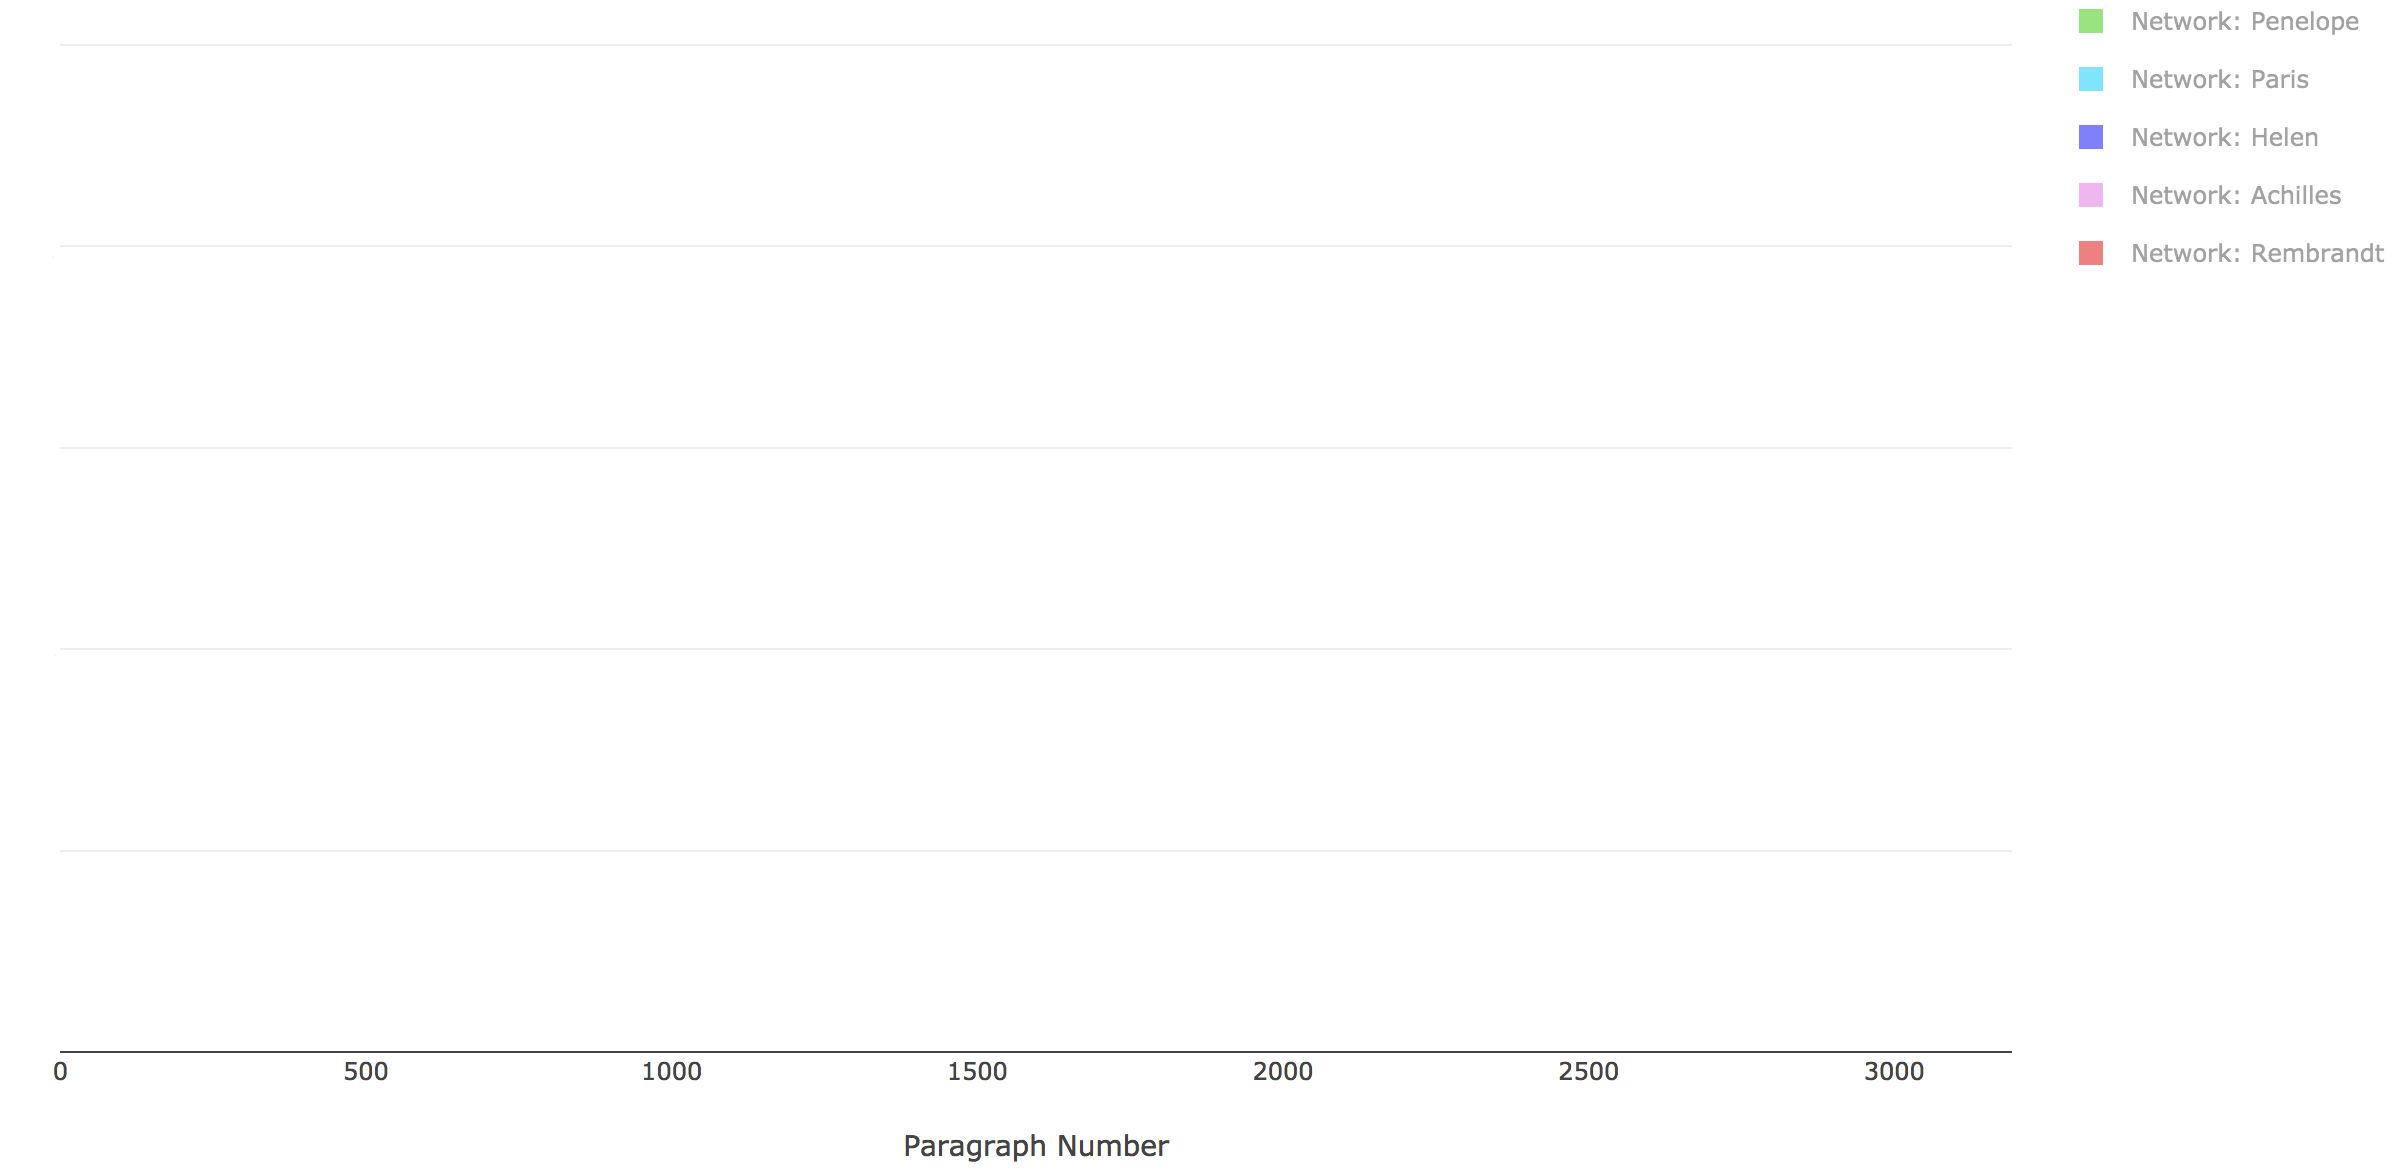 Network: Penelope
Network: Paris
Network: Helen
Network: Achilles
Network: Rembrandt
0 500 1000 1500 2000 2500 3000
Paragraph Number